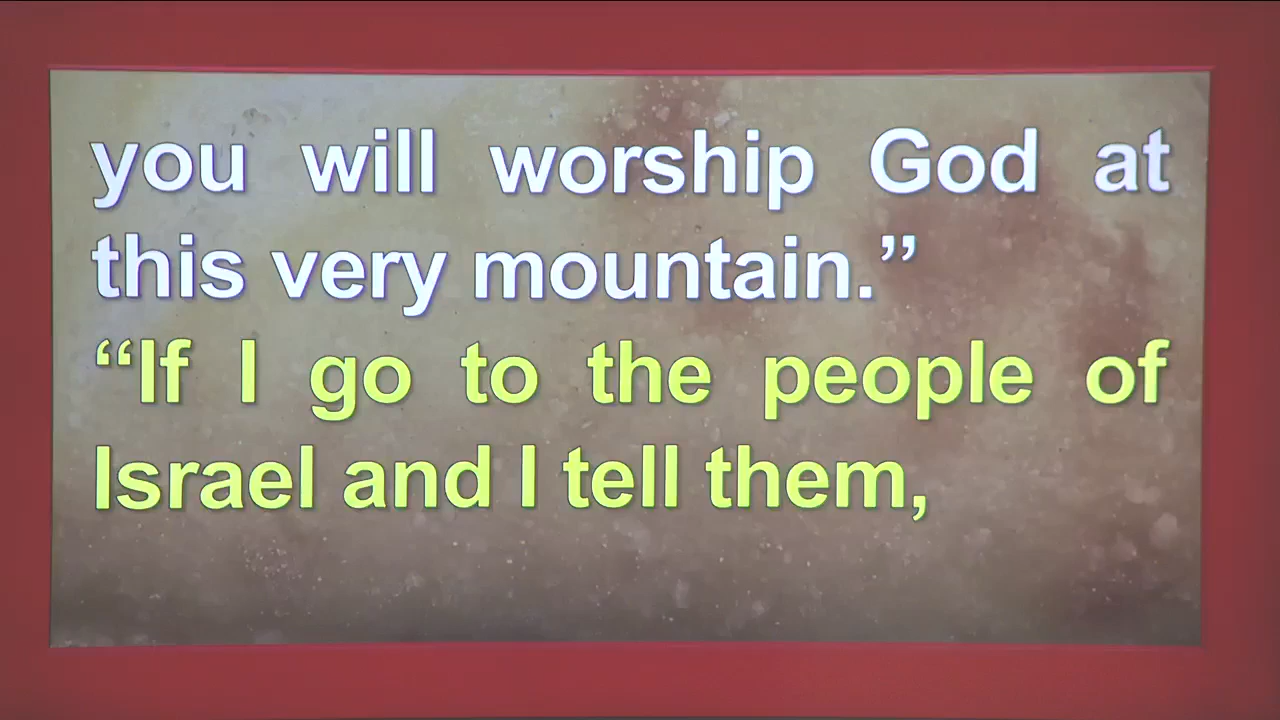 you will worship God at
this very mountain.”
“If I go to the people of
Israel and I tell them,